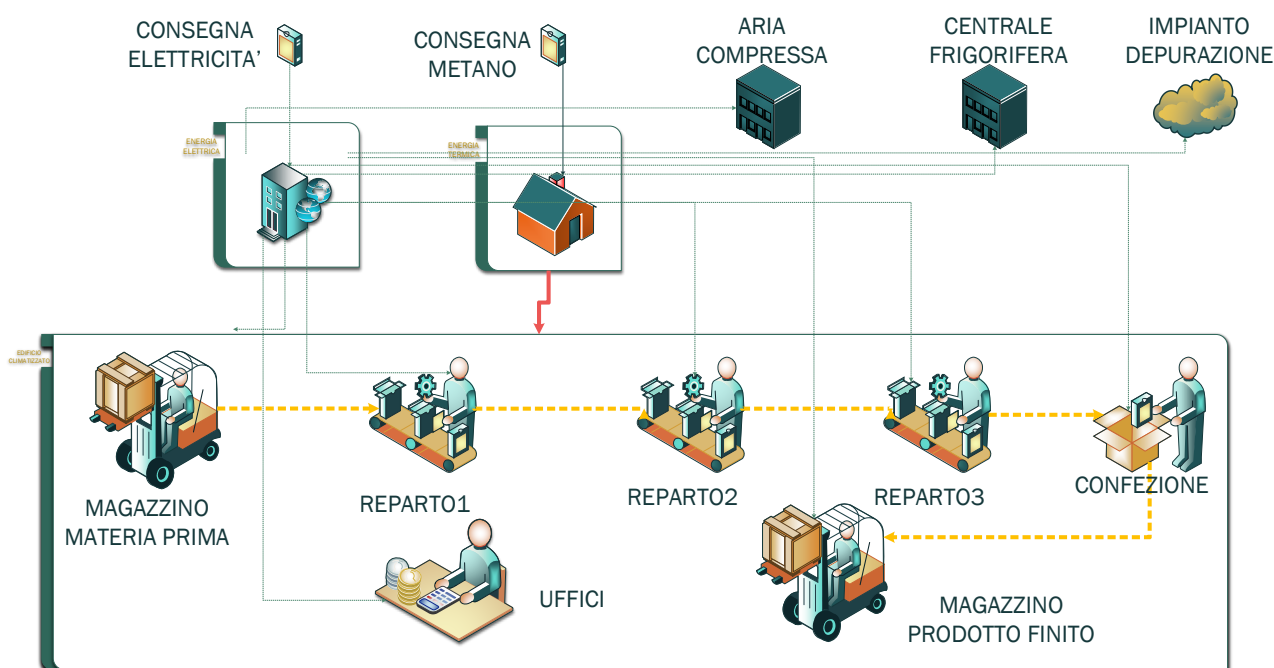 CONSEGNA
ELETTRICITA'
CONSEGNA
METANO
ARIA
COMPRESSA
CENTRALE
FRIGORIFERA
IMPIANTO
DEPURAZIONE
ENERGIA
ELETTRICA
ENERGIA
TERMICA
EDIFICIO
CLIMATIZZATO
MAGAZZINO
MATERIA PRIMA
REPARTO1
REPARTO2
REPARTO3
CONFEZIONE
UFFICI
MAGAZZINO
PRODOTTO FINITO